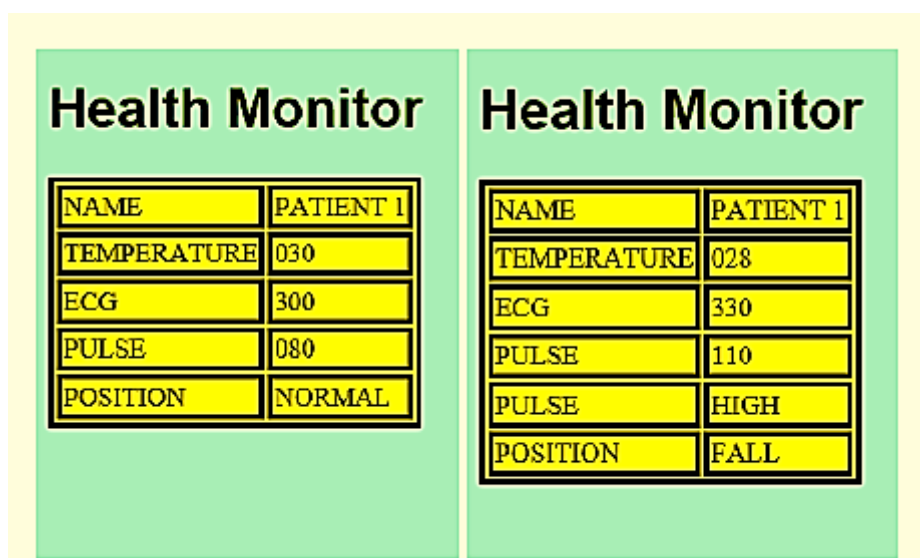 Health Monitor
NAME PATIENT 1
TEMPERATURE 030
ECG 300
PULSE 080
POSITION NORMAL
Health Monitor
NAME PATIENT 1
TEMPERATURE 028
ECG 330
PULSE 110
PULSE HIGH
POSITION FALL